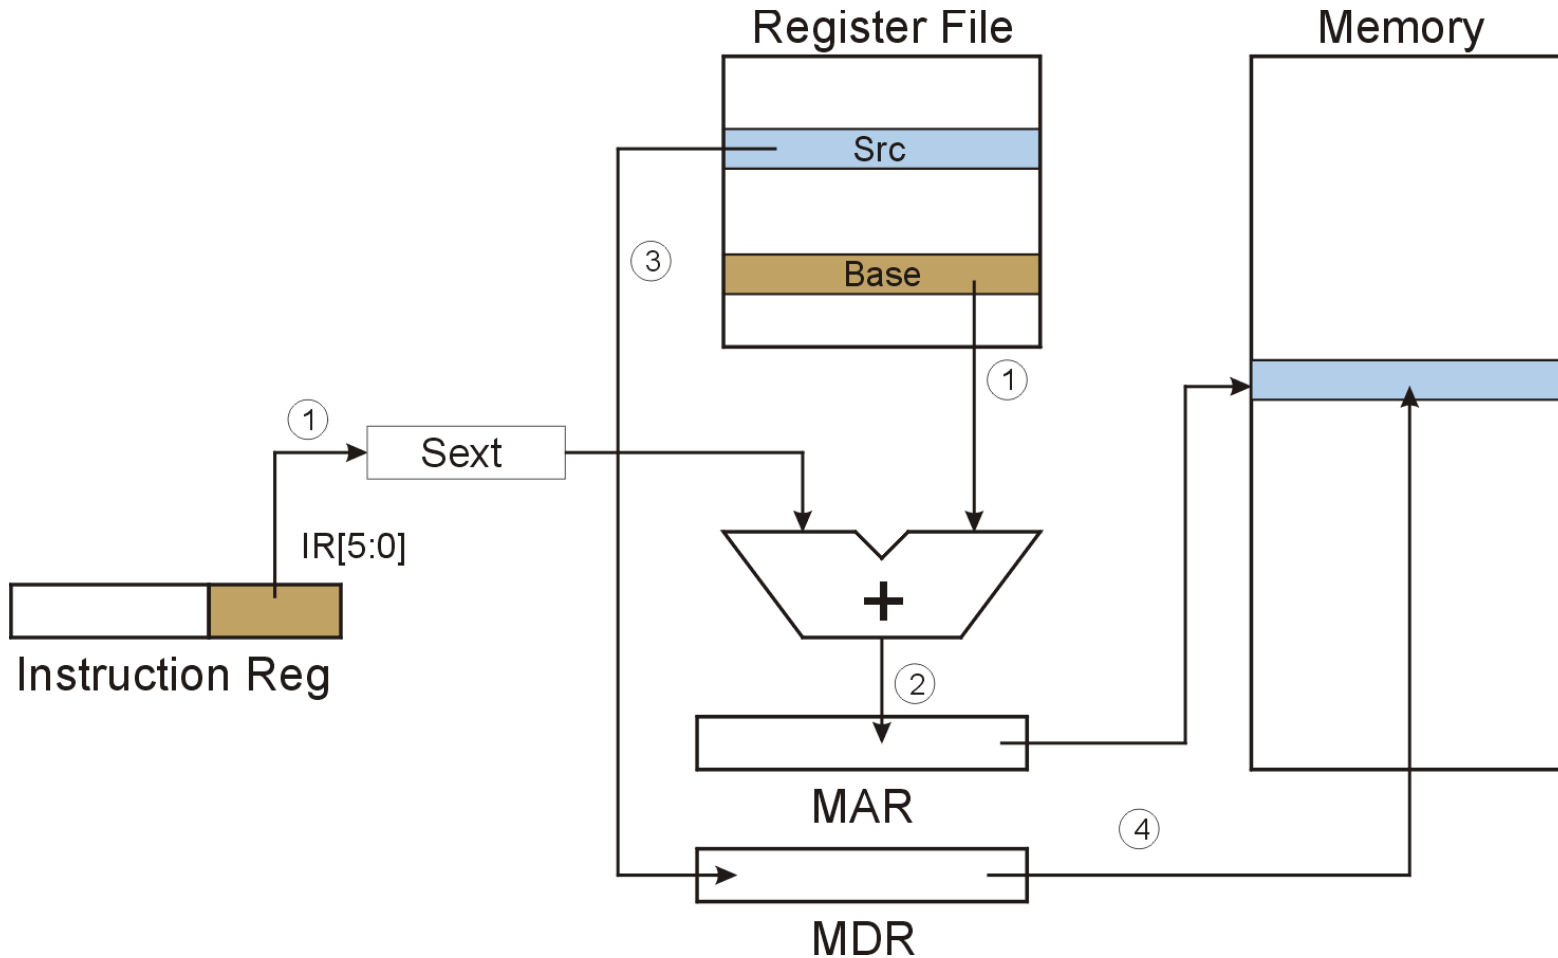 Register File
Memory
Src
3
Base
1
1
Sext
IR[5:0]
+
Instruction Reg
2
MAR
4
MDR